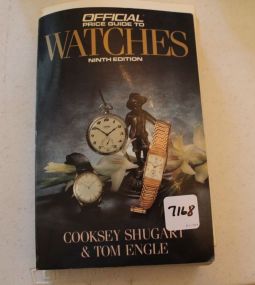 OFFICIAL
PRICE GUIDE TO
WATCHES
NINTH EDITION
7168
COOKSEY SHUGART
& TOM ENGLE